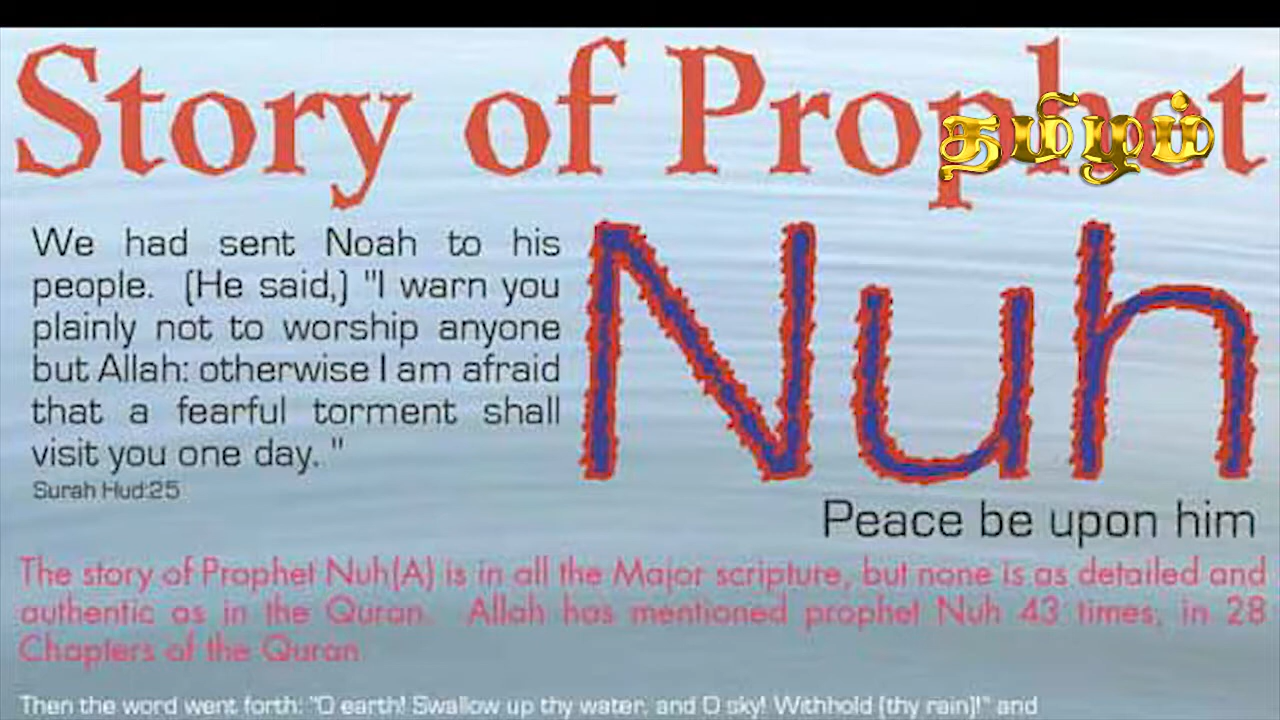 Story of Prophet
தமிழம்
We had sent Noah to his
people. (He said,) "I warn you
plainly not to worship anyone
but Allah: otherwise I am afraid
that a fearful torment shall
visit you one day. "
Surah Hud:25
Nuh
Peace be upon him
The story of Prophet Nuh(A) is in all the Major scripture, but none is as detailed and
authentic as in the Quran. Allah has mentioned prophet Nuh 43 times, in 28
Chapters of the Quran
Then the word went forth: "O earth! Swallow up thy water, and O sky! Withhold (thy rain)!" and